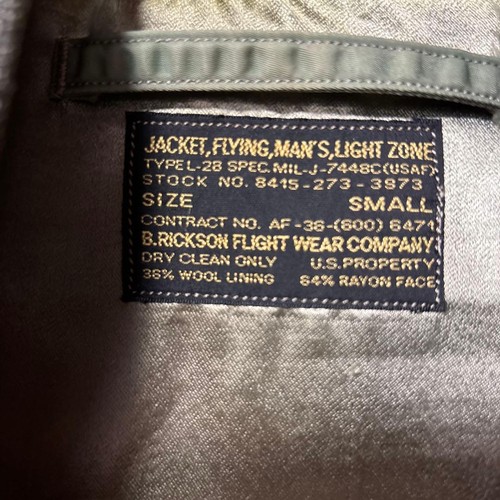 JACKET, FLYING, MAN'S, LIGHT ZONE
TYPE L-2B SPEC. MIL-J-7448C (USAF)
STOCK NO. 8415-273-3973
SIZE SMALL
CONTRACT NO. AF-36-(600) 6471
B. RICKSON FLIGHT WEAR COMPANY
DRY CLEAN ONLY U.S. PROPERTY
36% WOOL LINING 64% RAYON FACE